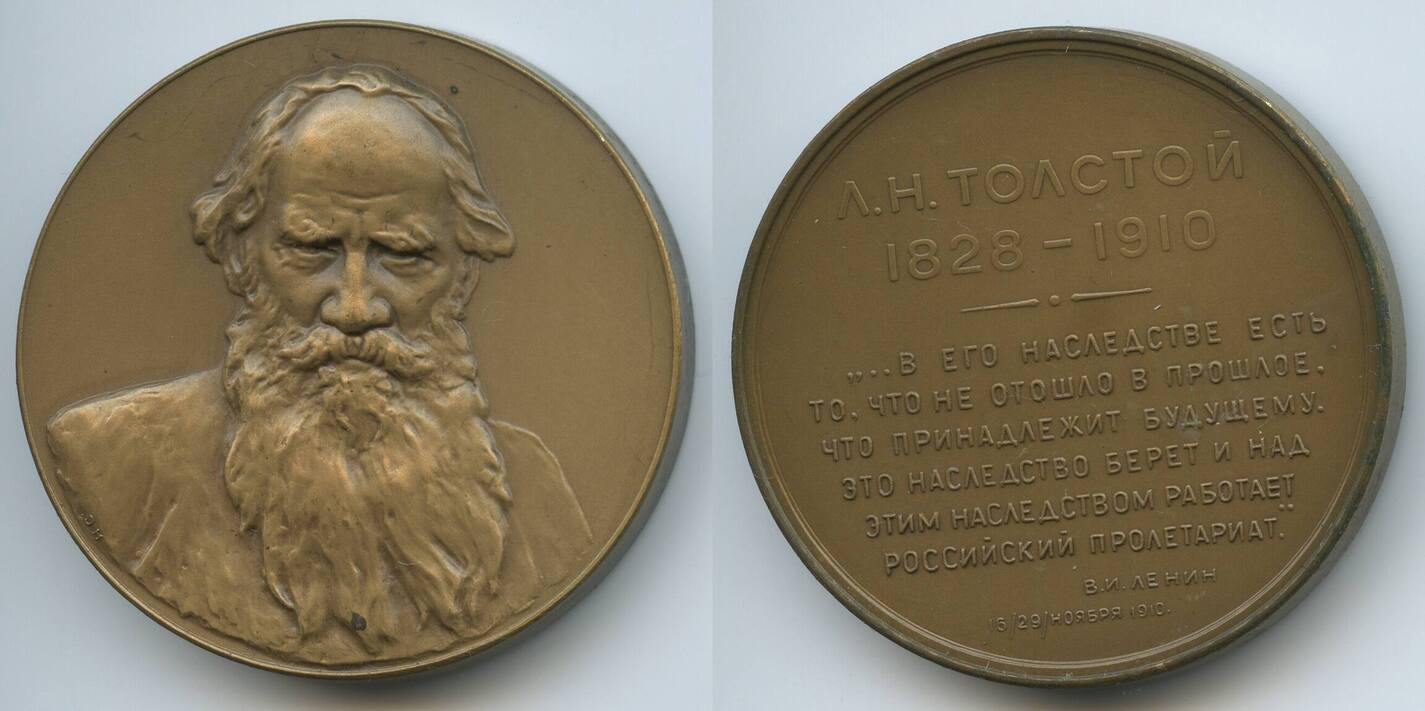 Л.Н. ТОЛСТОЙ
1828 – 1910
„...В ЕГО НАСЛЕДСТВЕ ЕСТЬ
ТО, ЧТО НЕ ОТОШЛО В ПРОШЛОЕ,
ЧТО ПРИНАДЛЕЖИТ БУДУЩЕМУ.
ЭТО НАСЛЕДСТВО БЕРЕТ И НАД
ЭТИМ НАСЛЕДСТВОМ РАБОТАЕТ
РОССИЙСКИЙ ПРОЛЕТАРИАТ."
В.И. ЛЕНИН
16/29/НОЯБРЯ 1910.